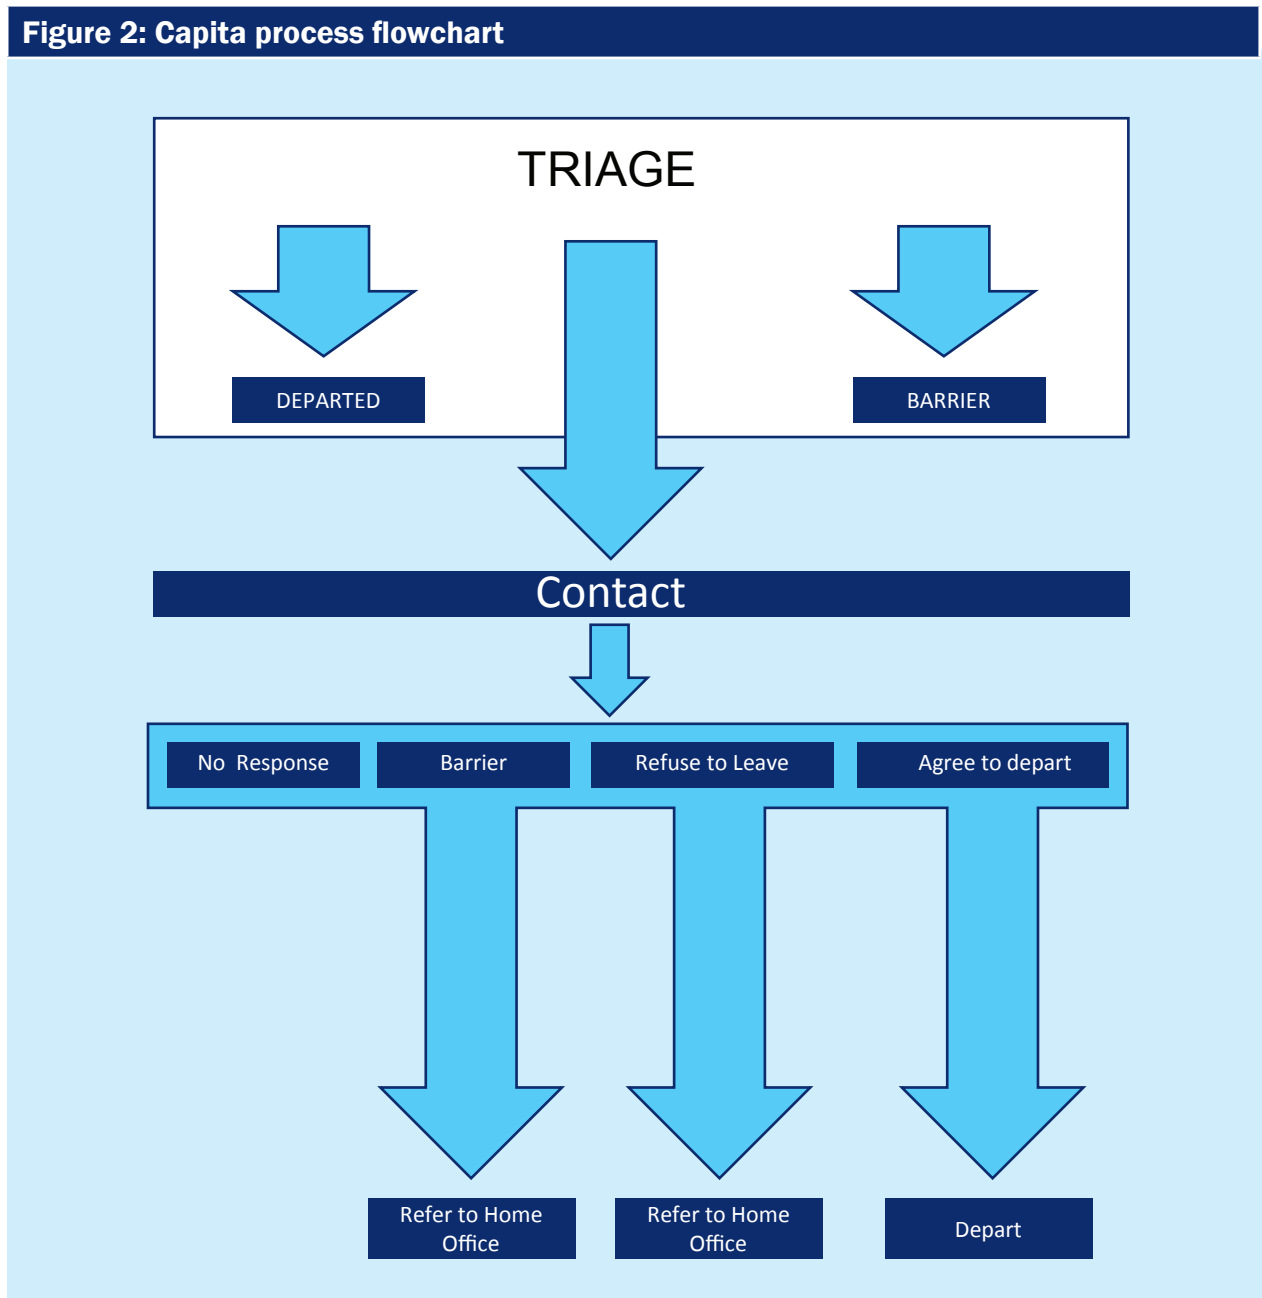 Figure 2: Capita process flowchart
TRIAGE
DEPARTED
BARRIER
Contact
No  Response
Barrier
Refuse to Leave
Agree to depart
Refer to Home
Office
Refer to Home
Office
Depart